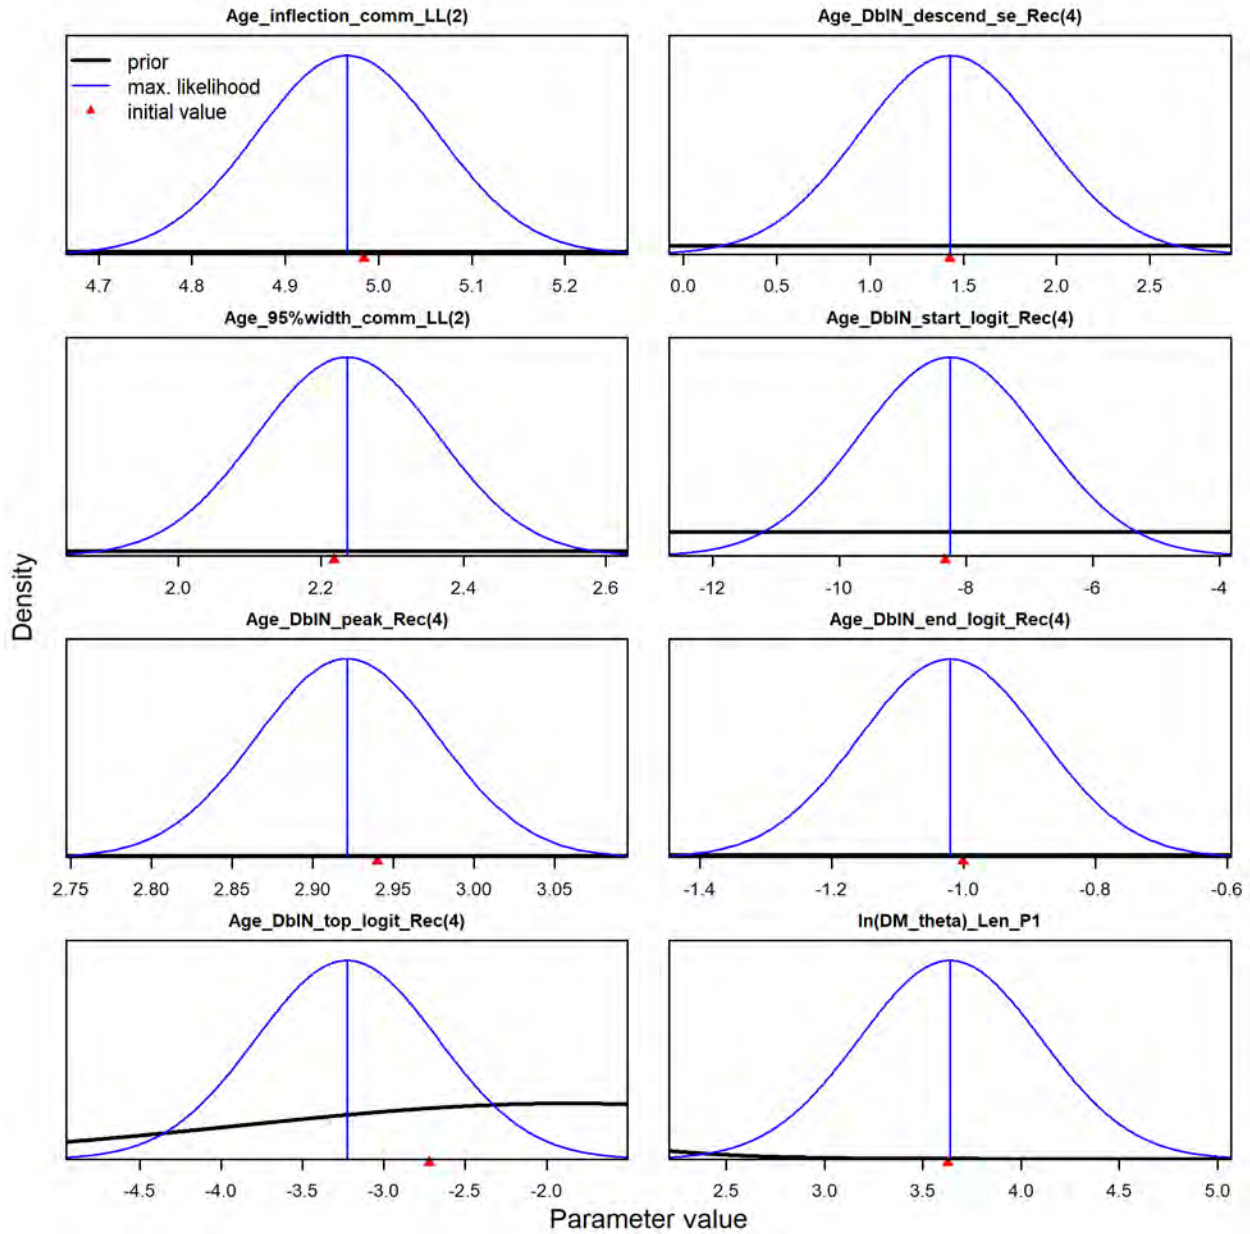 Age_inflection_comm_LL(2)
Age_DblN_descend_se_Rec(4)
prior
max. likelihood
initial value
4.7 4.8 4.9 5.0 5.1 5.2
0.0 0.5 1.0 1.5 2.0 2.5
Age_95%width_comm_LL(2)
Age_DblN_start_logit_Rec(4)
2.0 2.2 2.4 2.6
-12 -10 -8 -6 -4
Density
Age_DblN_peak_Rec(4)
Age_DblN_end_logit_Rec(4)
2.75 2.80 2.85 2.90 2.95 3.00 3.05
-1.4 -1.2 -1.0 -0.8 -0.6
Age_DblN_top_logit_Rec(4)
ln(DM_theta)_Len_P1
-4.5 -4.0 -3.5 -3.0 -2.5 -2.0
2.5 3.0 3.5 4.0 4.5 5.0
Parameter value